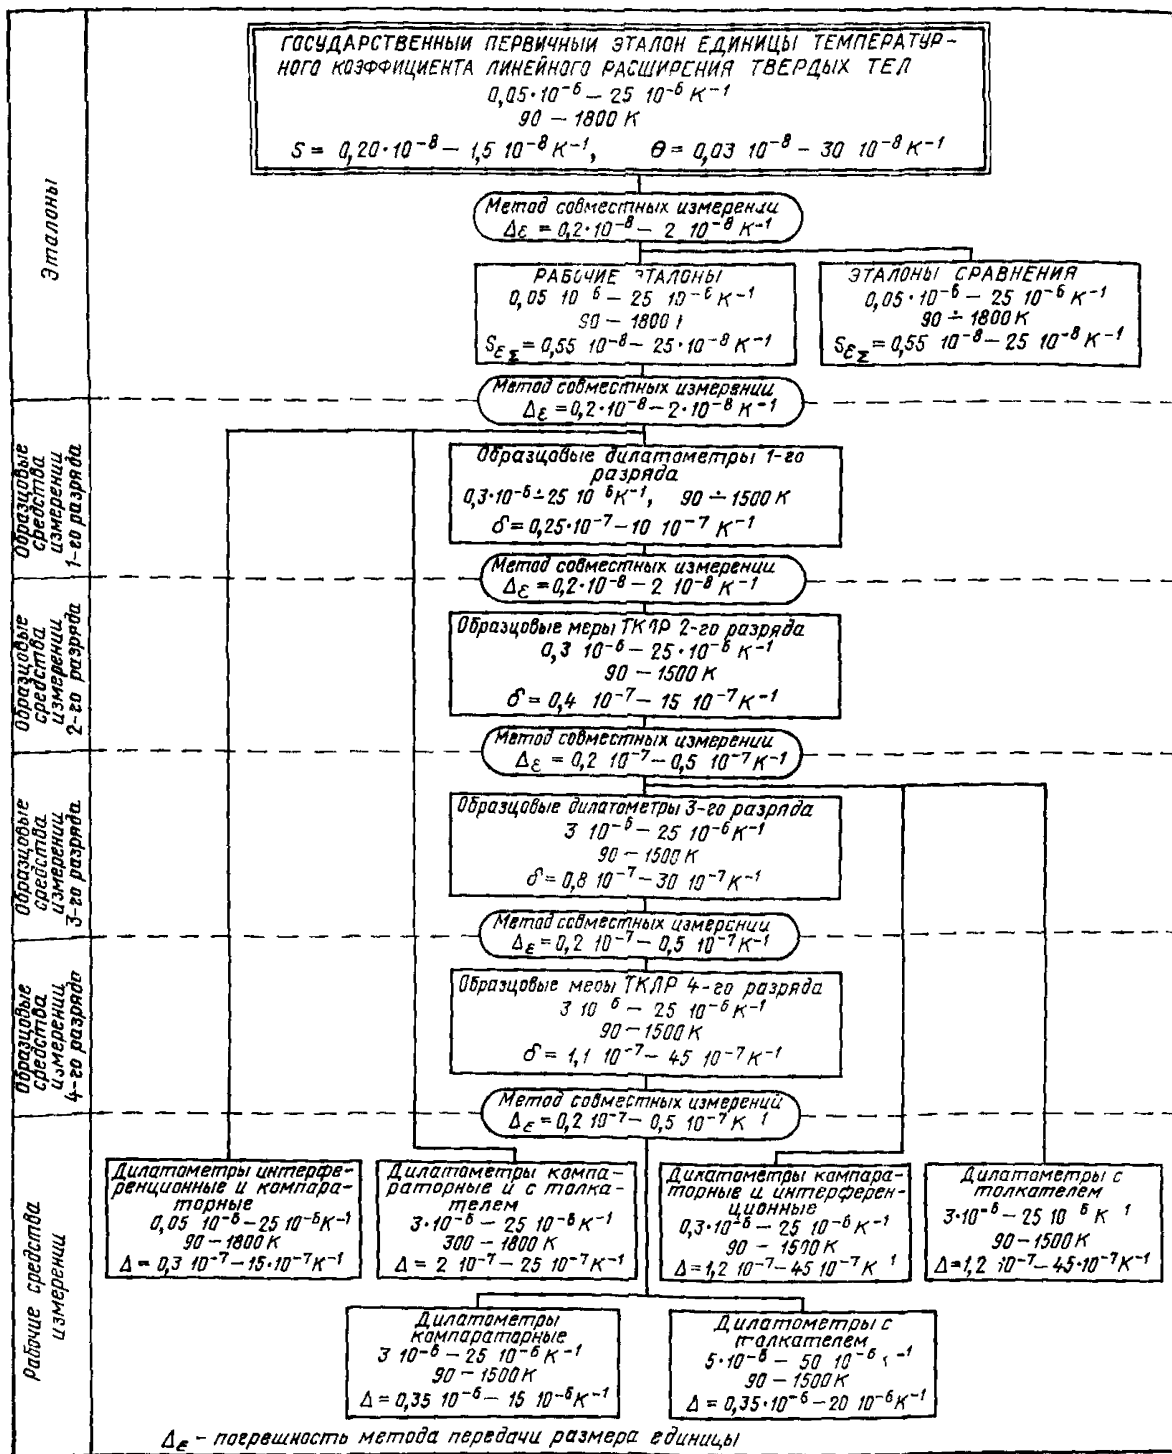 ГОСУДАРСТВЕННЫЙ ПЕРВИЧНЫЙ ЭТАЛОН ЕДИНИЦЫ ТЕМПЕРАТУР-
НОГО КОЭФФИЦИЕНТА ЛИНЕЙНОГО РАСШИРЕНИЯ ТВЕРДЫХ ТЕЛ
0,05·10⁻⁶ – 25 10⁻⁶ K⁻¹
90 – 1800 K
S = 0,20·10⁻⁸ – 1,5 10⁻⁸ K⁻¹, Θ = 0,03 10⁻⁸ – 30 10⁻⁸ K⁻¹
Эталоны
Метод совместных измерении
Δε = 0,2·10⁻⁸ – 2 10⁻⁸ K⁻¹
РАБОЧИЕ ЭТАЛОНЫ
0,05 10 ⁶ – 25 10⁻⁶ K⁻¹
90 – 1800
SεΣ = 0,55 10⁻⁸ – 25·10⁻⁸ K⁻¹
ЭТАЛОНЫ СРАВНЕНИЯ
0,05·10⁻⁶ – 25 10⁻⁶ K⁻¹
90 ÷ 1800 K
SεΣ = 0,55 10⁻⁸ – 25 10⁻⁸ K⁻¹
Метод совместных измерении
Δε = 0,2·10⁻⁸ – 2·10⁻⁸ K⁻¹
Образцовые
средства
измерении
1-го разряда
Образцовые дилатометры 1-го
разряда
0,3·10⁻⁶ ÷ 25 10 ⁶ K⁻¹, 90 ÷ 1500 K
δ = 0,25·10⁻⁷ – 10 10⁻⁷ K⁻¹
Метод совместных измерении
Δε = 0,2·10⁻⁸ – 2 10⁻⁸ K⁻¹
Образцовые
средства
измерении
2-го разряда
Образцовые меры ТКЛР 2-го разряда
0,3 10⁻⁶ – 25·10⁻⁶ K⁻¹
90 – 1500 K
δ = 0,4 10⁻⁷ – 15 10⁻⁷ K⁻¹
Метод совместных измерении
Δε = 0,2 10⁻⁷ – 0,5 10⁻⁷ K⁻¹
Образцовые
средства
измерении
3-го разряда
Образцовые дилатометры 3-го разряда
3 10⁻⁶ – 25 10⁻⁶ K⁻¹
90 – 1500 K
δ = 0,8 10⁻⁷ – 30 10⁻⁷ K⁻¹
Метод совместных измерении
Δε = 0,2 10⁻⁷ – 0,5 10⁻⁷ K⁻¹
Образцовые
средства
измерении
4-го разряда
Образцовые меры ТКЛР 4-го разряда
3 10 ⁶ – 25 10⁻⁶ K⁻¹
90 – 1500 K
δ = 1,1 10⁻⁷ – 45 10⁻⁷ K⁻¹
Метод совместных измерений
Δε = 0,2 10⁻⁷ – 0,5 10⁻⁷ K ¹
Рабочие средства
измерении
Дилатометры интерфе-
ренционные и компара-
торные
0,05 10⁻⁶ – 25 10⁻⁶ K⁻¹
90 – 1800 K
Δ = 0,3 10⁻⁷ – 15·10⁻⁷ K⁻¹
Дилатометры компа-
раторные и с толка-
телем
3·10⁻⁶ – 25 10⁻⁶ K⁻¹
300 – 1800 K
Δ = 2 10⁻⁷ – 25 10⁻⁷ K⁻¹
Дилатометры компара-
торные и интерферен-
ционные
0,3·10⁻⁶ – 25 10⁻⁶ K⁻¹
90 – 1500 K
Δ = 1,2 10⁻⁷ – 45 10⁻⁷ K ¹
Дилатометры с
толкателем
3·10⁻⁶ – 25 10 ⁶ K ¹
90 – 1500 K
Δ = 1,2 10⁻⁷ – 45·10⁻⁷ K⁻¹
Дилатометры
компараторные
3 10⁻⁶ – 25 10⁻⁶ K⁻¹
90 – 1500 K
Δ = 0,35 10⁻⁶ – 15 10⁻⁶ K⁻¹
Дилатометры с
толкателем
5·10⁻⁶ – 50 10⁻⁶ ⁻¹
90 – 1500 K
Δ = 0,35·10⁻⁶ – 20 10⁻⁶ K⁻¹
Δε – погрешность метода передачи размера единицы